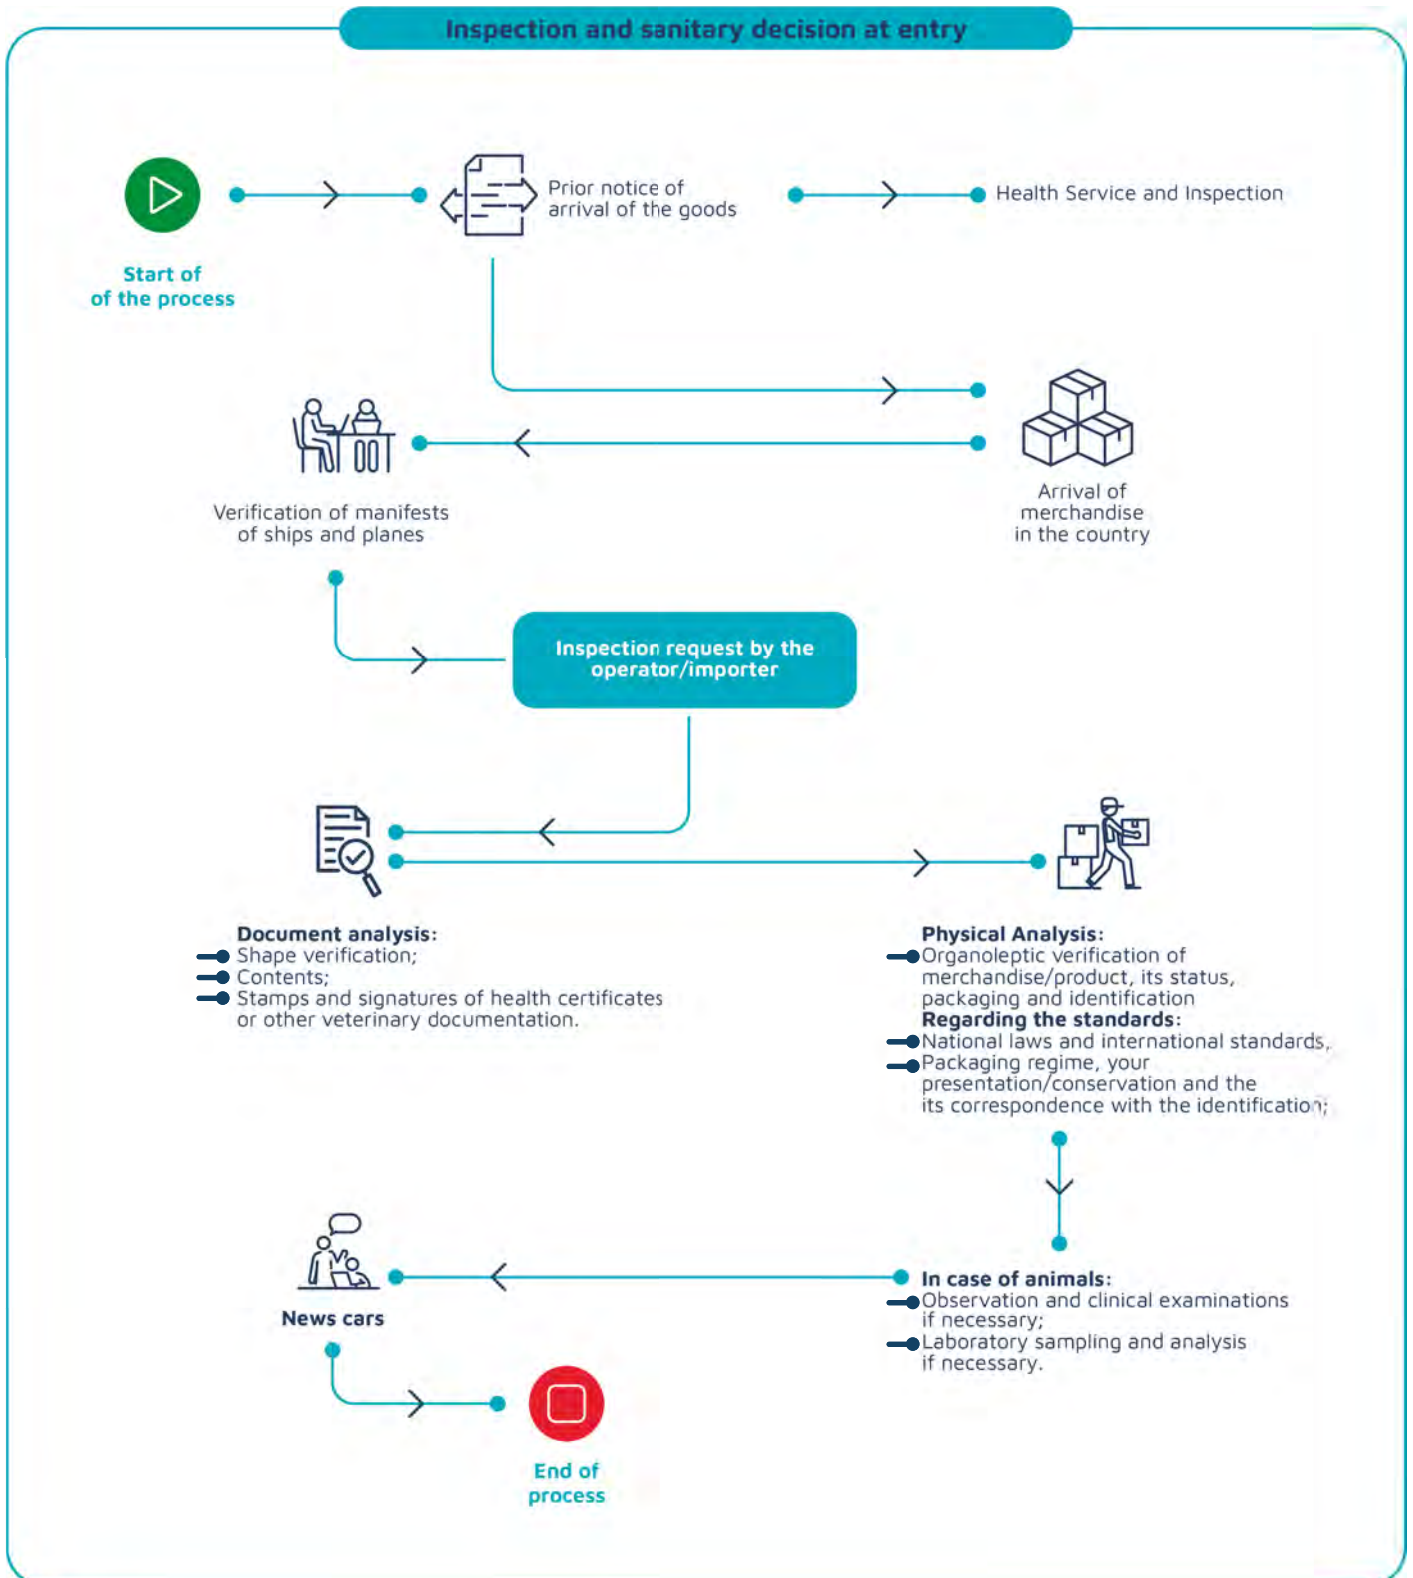 Inspection and sanitary decision at entry
Prior notice of
arrival of the goods
Health Service and Inspection
Start of
of the process
Arrival of
merchandise
in the country
Verification of manifests
of ships and planes
Inspection request by the
operator/importer
Document analysis:
Shape verification;
Contents;
Stamps and signatures of health certificates
or other veterinary documentation.
Physical Analysis:
Organoleptic verification of
merchandise/product, its status,
packaging and identification
Regarding the standards:
National laws and international standards,
Packaging regime, your
presentation/conservation and the
its correspondence with the identification;
In case of animals:
Observation and clinical examinations
if necessary;
Laboratory sampling and analysis
if necessary.
News cars
End of
process